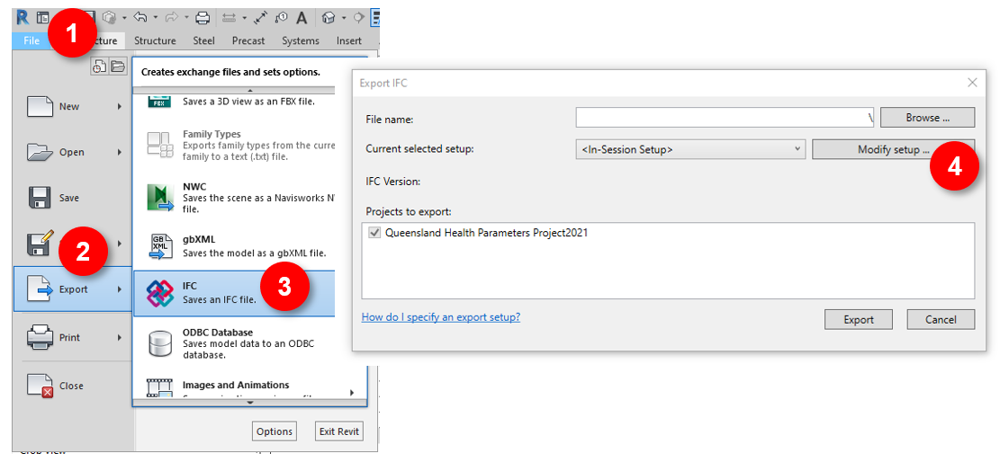 R
A
File
1
ture
Structure
Steel
Precast
Systems
Insert
Creates exchange files and sets options.
FBX
Saves a 3D view as an FBX file.
New
Family Types
Exports family types from the curre
family to a text (.txt) file.
Open
NWC
Saves the scene as a Navisworks N
file.
Save
GB
XML
gbXML
Saves the model as a gbXML file.
2
Export
IFC
Saves an IFC file.
3
ODBC Database
Saves model data to an ODBC
database.
Print
Images and Animations
Close
Options
Exit Revit
Export IFC
File name:
\
Browse ...
Current selected setup:
<In-Session Setup>
Modify setup ...
4
IFC Version:
Projects to export:
Queensland Health Parameters Project2021
How do I specify an export setup?
Export
Cancel